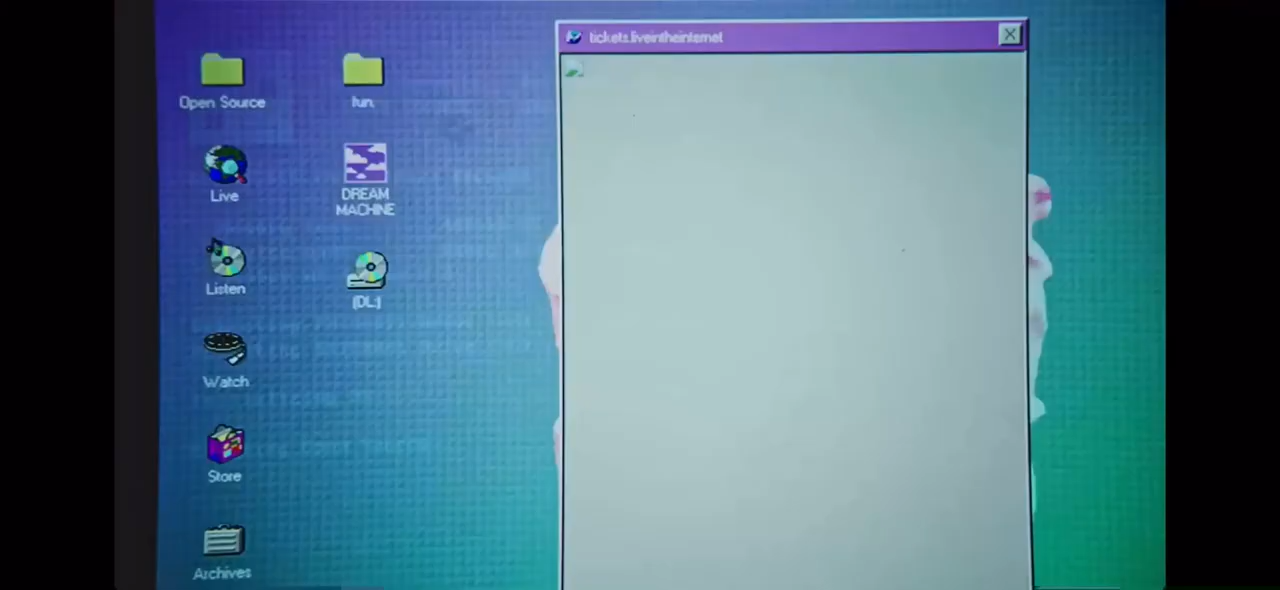 tickets.liveintheinternet
Open Source
fun.
Live
DREAM
MACHINE
Listen
(DL:)
Watch
Store
Archives